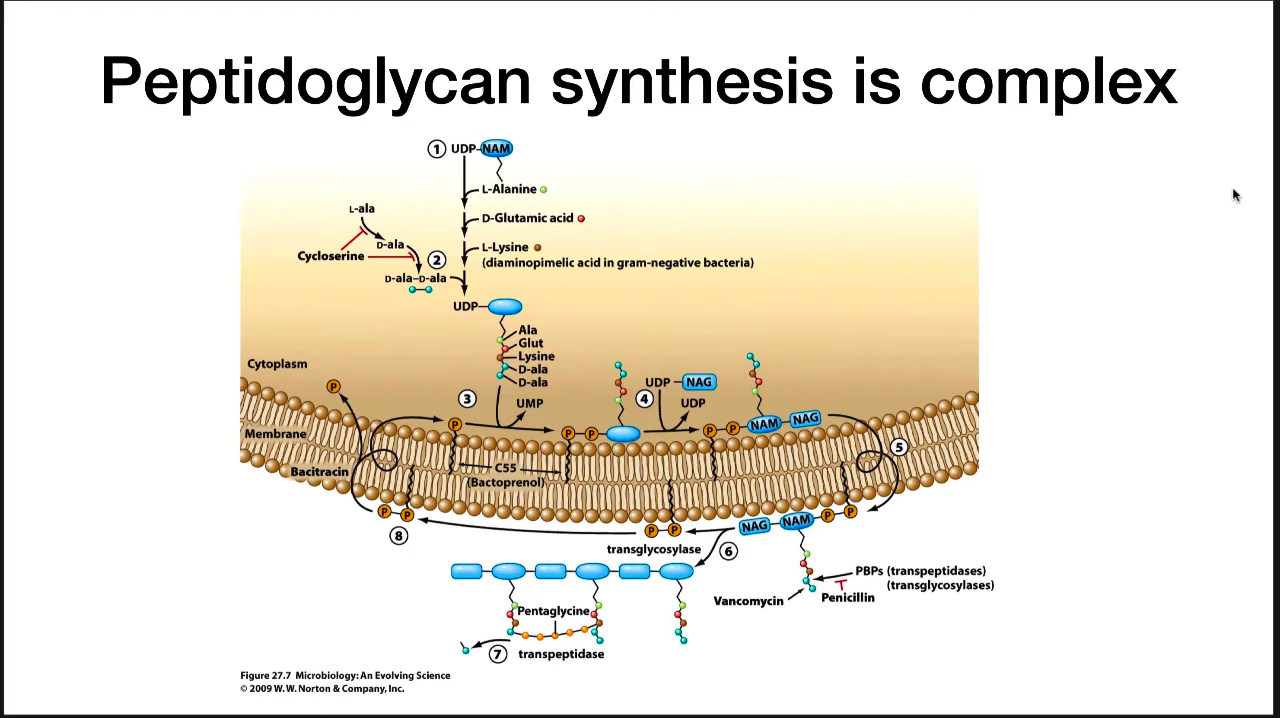 Peptidoglycan synthesis is complex
1 UDP-NAM
L-Alanine
L-ala
D-Glutamic acid
D-ala
L-Lysine
Cycloserine
2
(diaminopimelic acid in gram-negative bacteria)
D-ala–D-ala
UDP
Ala
Glut
Lysine
D-ala
D-ala
Cytoplasm
P
3
UMP
4
UDP NAG
UDP
P
P P
P P NAM NAG
Membrane
5
Bacitracin
C55
(Bactoprenol)
P P
8
P P
NAG NAM P P
transglycosylase
6
PBPs (transpeptidases)
(transglycosylases)
Vancomycin
Penicillin
Pentaglycine
7 transpeptidase
Figure 27.7 Microbiology: An Evolving Science
© 2009 W. W. Norton & Company, Inc.